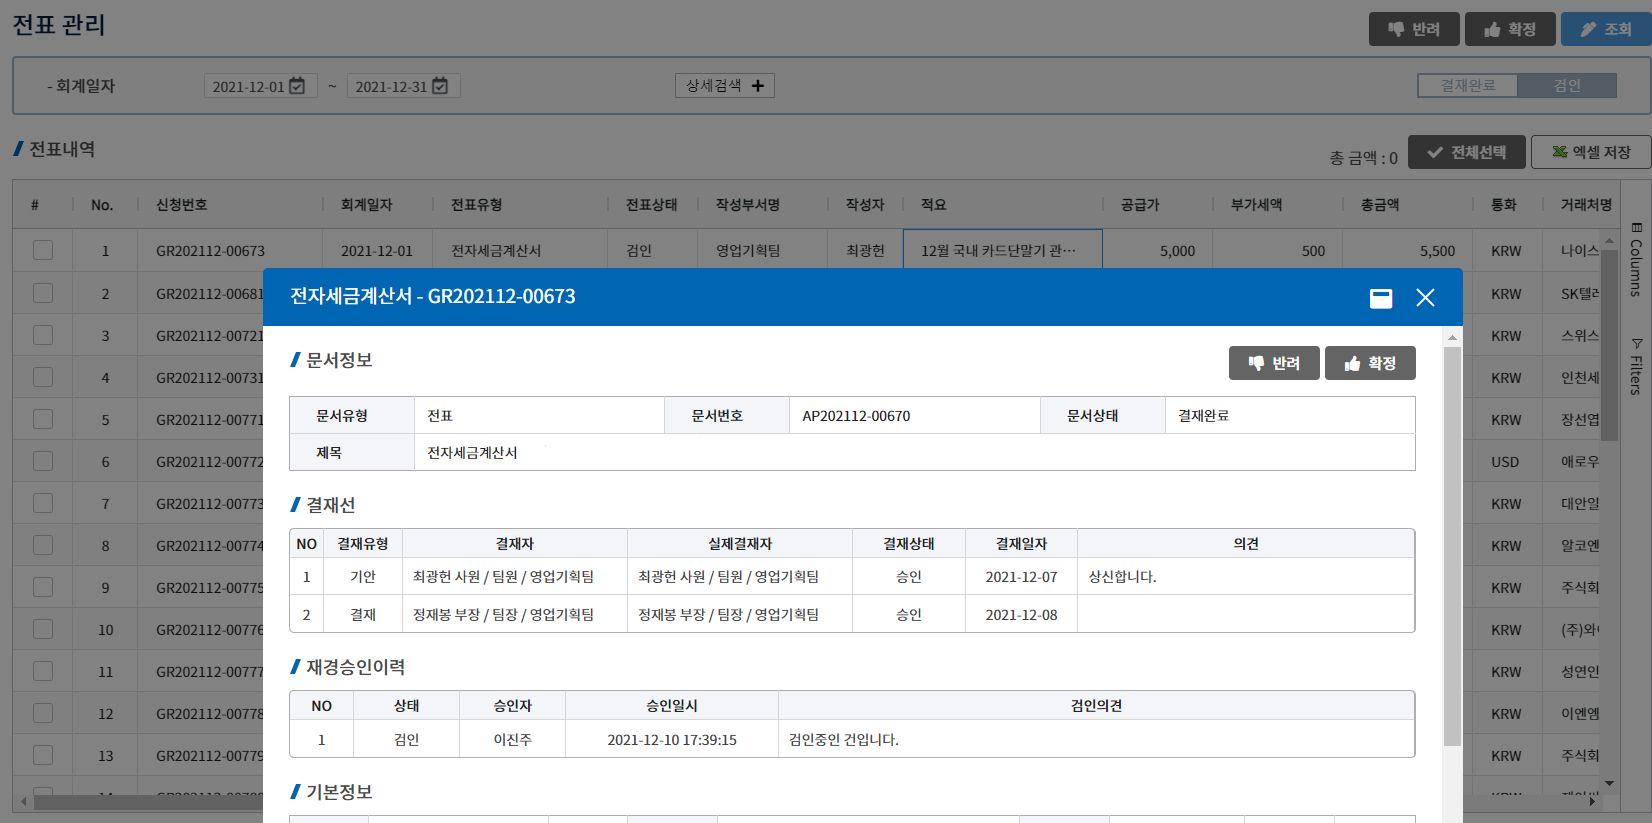 전표 관리
반려 확정 조회
- 회계일자 2021-12-01 ~ 2021-12-31 상세검색 결재완료 검인
전표내역 총 금액 : 0 전체선택 엑셀 저장
# No. 신청번호 회계일자 전표유형 전표상태 작성부서명 작성자 적요 공급가 부가세액 총금액 통화 거래처명
1 GR202112-00673 2021-12-01 전자세금계산서 검인 영업기획팀 최광헌 12월 국내 카드단말기 관··· 5,000 500 5,500 KRW 나이스
Columns
Filters
전자세금계산서 - GR202112-00673
2 GR202112-00681 KRW SK텔레
3 GR202112-00721 KRW 스위스
4 GR202112-00731 KRW 인천세
5 GR202112-00771 KRW 장선엽
6 GR202112-00772 USD 애로우
7 GR202112-00773 KRW 대안일
8 GR202112-00774 KRW 알코엔
9 GR202112-00775 KRW 주식회
10 GR202112-00776 KRW (주)와
11 GR202112-00777 KRW 성연인
12 GR202112-00778 KRW 이엔엠
13 GR202112-00779 KRW 주식회
문서정보 반려 확정
문서유형 전표 문서번호 AP202112-00670 문서상태 결재완료
제목 전자세금계산서
결재선
NO 결재유형 결재자 실제결재자 결재상태 결재일자 의견
1 기안 최광헌 사원 / 팀원 / 영업기획팀 최광헌 사원 / 팀원 / 영업기획팀 승인 2021-12-07 상신합니다.
2 결재 정재봉 부장 / 팀장 / 영업기획팀 정재봉 부장 / 팀장 / 영업기획팀 승인 2021-12-08
재경승인이력
NO 상태 승인자 승인일시 검인의견
1 검인 이진주 2021-12-10 17:39:15 검인중인 건입니다.
기본정보